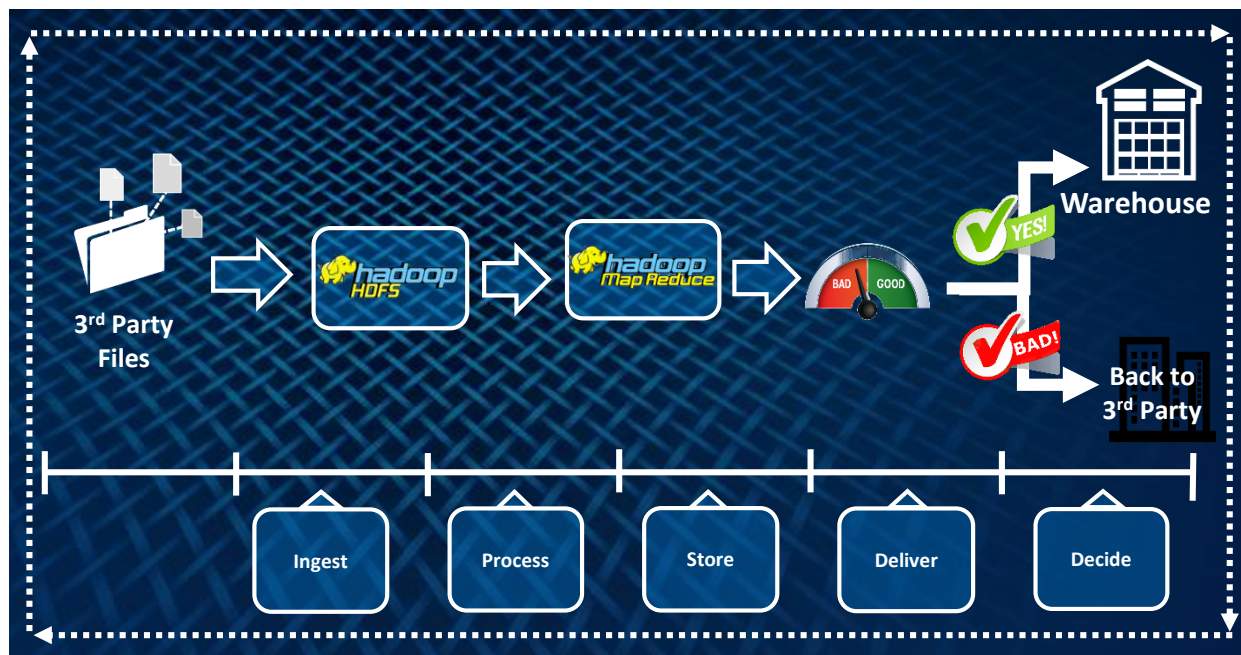 Warehouse
YES!
hadoop
HDFS
hadoop
Map Reduce
BAD
GOOD
3rd Party
Files
BAD!
Back to
3rd Party
Ingest
Process
Store
Deliver
Decide